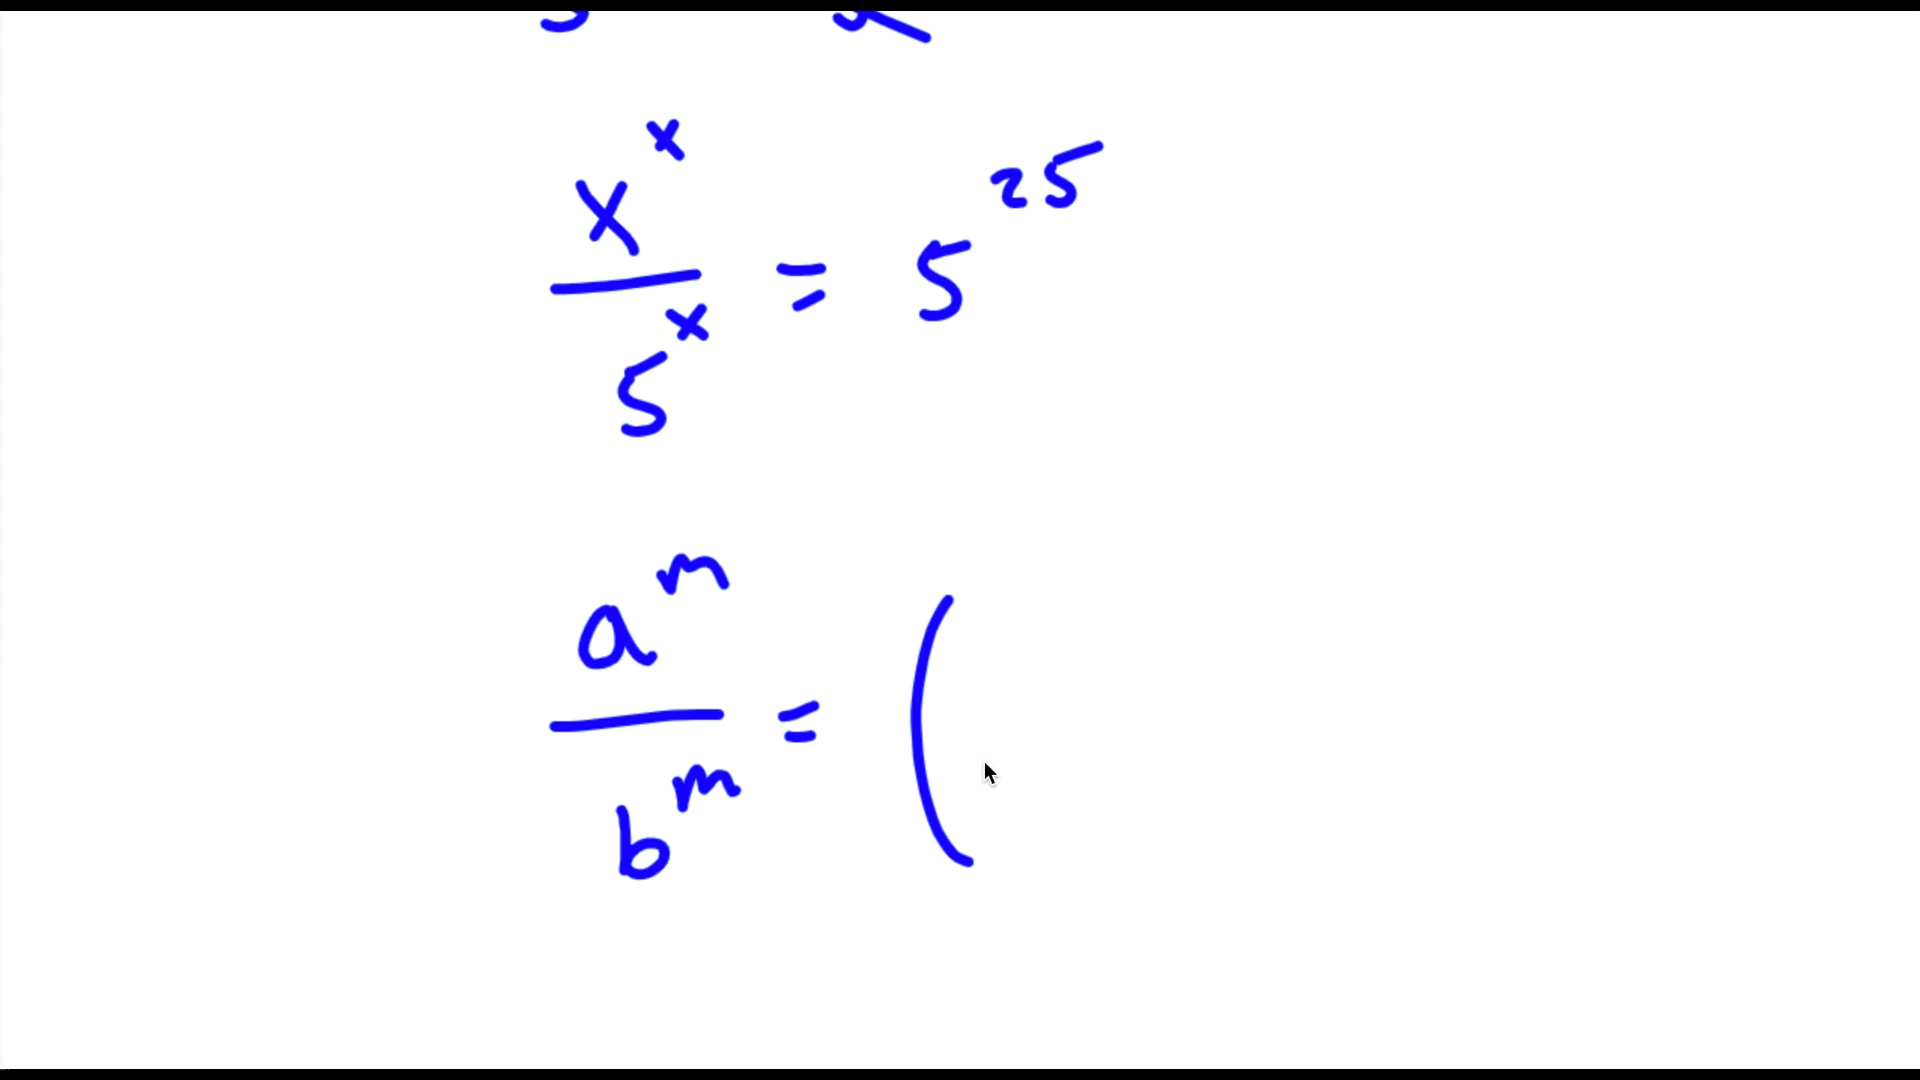 x^x / 5^x = 5^25
a^m / b^m = (